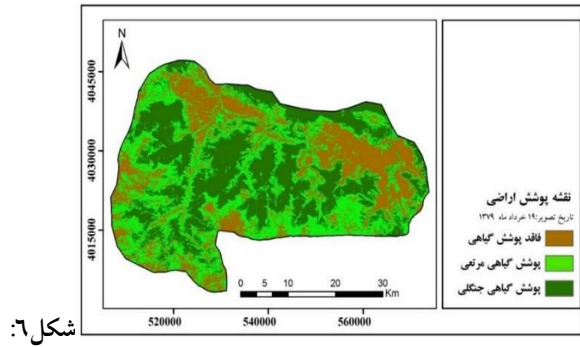 N
4045000
4030000
4015000
520000
540000
560000
0 5 10 20 30
Km
نقشه پوشش اراضی
تاریخ تصویر:۱۹ خرداد ماه ۱۳۷۹
فاقد پوشش گیاهی
پوشش گیاهی مرتعی
پوشش گیاهی جنگلی
شکل٦: